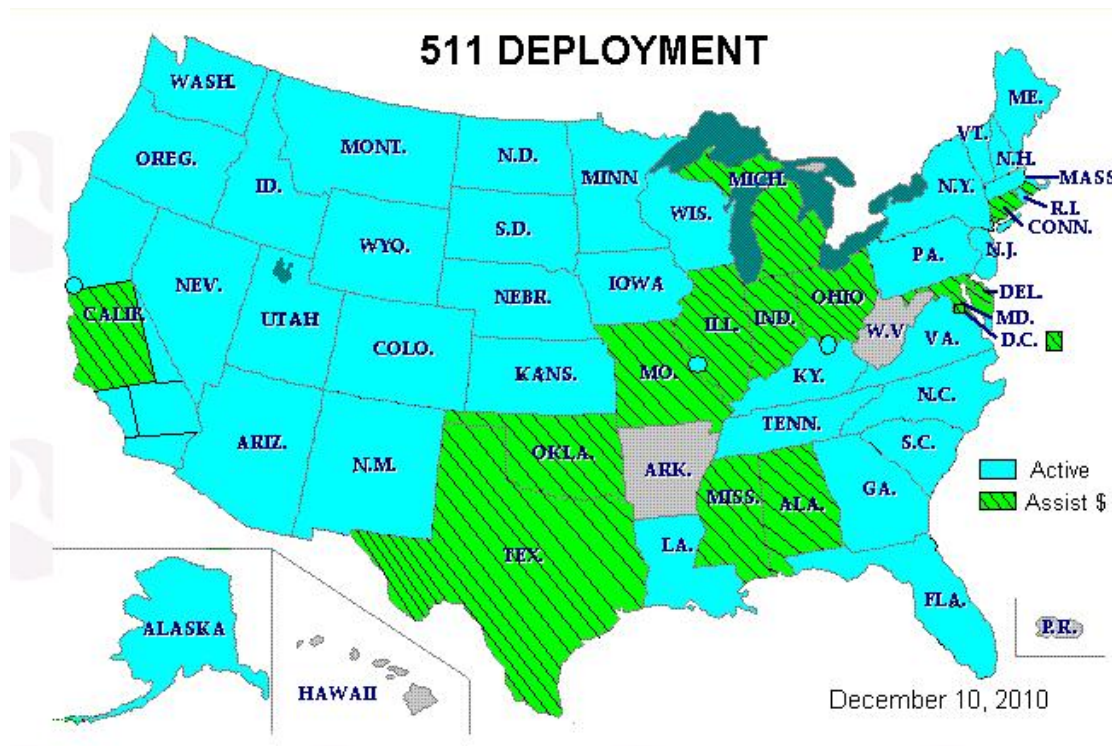 511 DEPLOYMENT
WASH.
ME.
VT.
MONT.
N.D.
OREG.
MINN
N.H.
ID.
MICH.
MASS
N.Y.
WIS.
R.I.
S.D.
CONN.
WYO.
PA.
N.J.
NEV.
IOWA
NEBR.
OHIO
DEL.
CALIF.
UTAH
ILL.
IND.
MD.
W.V
VA.
D.C.
COLO.
KANS.
MO.
KY.
N.C.
TENN.
ARIZ.
S.C.
OKLA.
N.M.
ARK.
Active
GA.
MISS.
ALA.
Assist $
LA.
TEX.
FLA.
ALASKA
P.R.
HAWAII
December 10, 2010